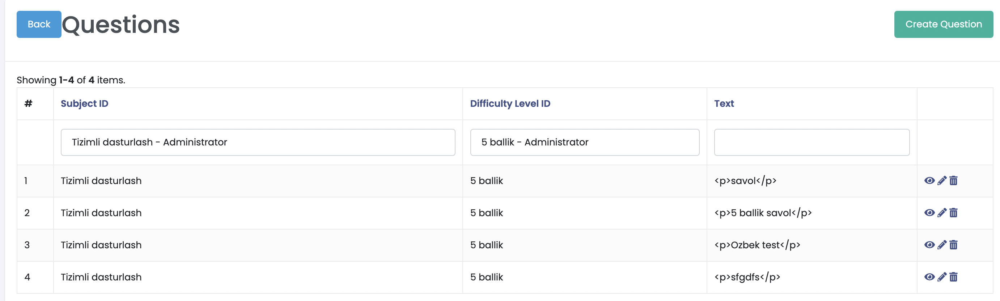 Back Questions Create Question
Showing 1-4 of 4 items.
# Subject ID Difficulty Level ID Text
Tizimli dasturlash - Administrator 5 ballik - Administrator
1 Tizimli dasturlash 5 ballik <p>savol</p>
2 Tizimli dasturlash 5 ballik <p>5 ballik savol</p>
3 Tizimli dasturlash 5 ballik <p>Ozbek test</p>
4 Tizimli dasturlash 5 ballik <p>sfgdfs</p>